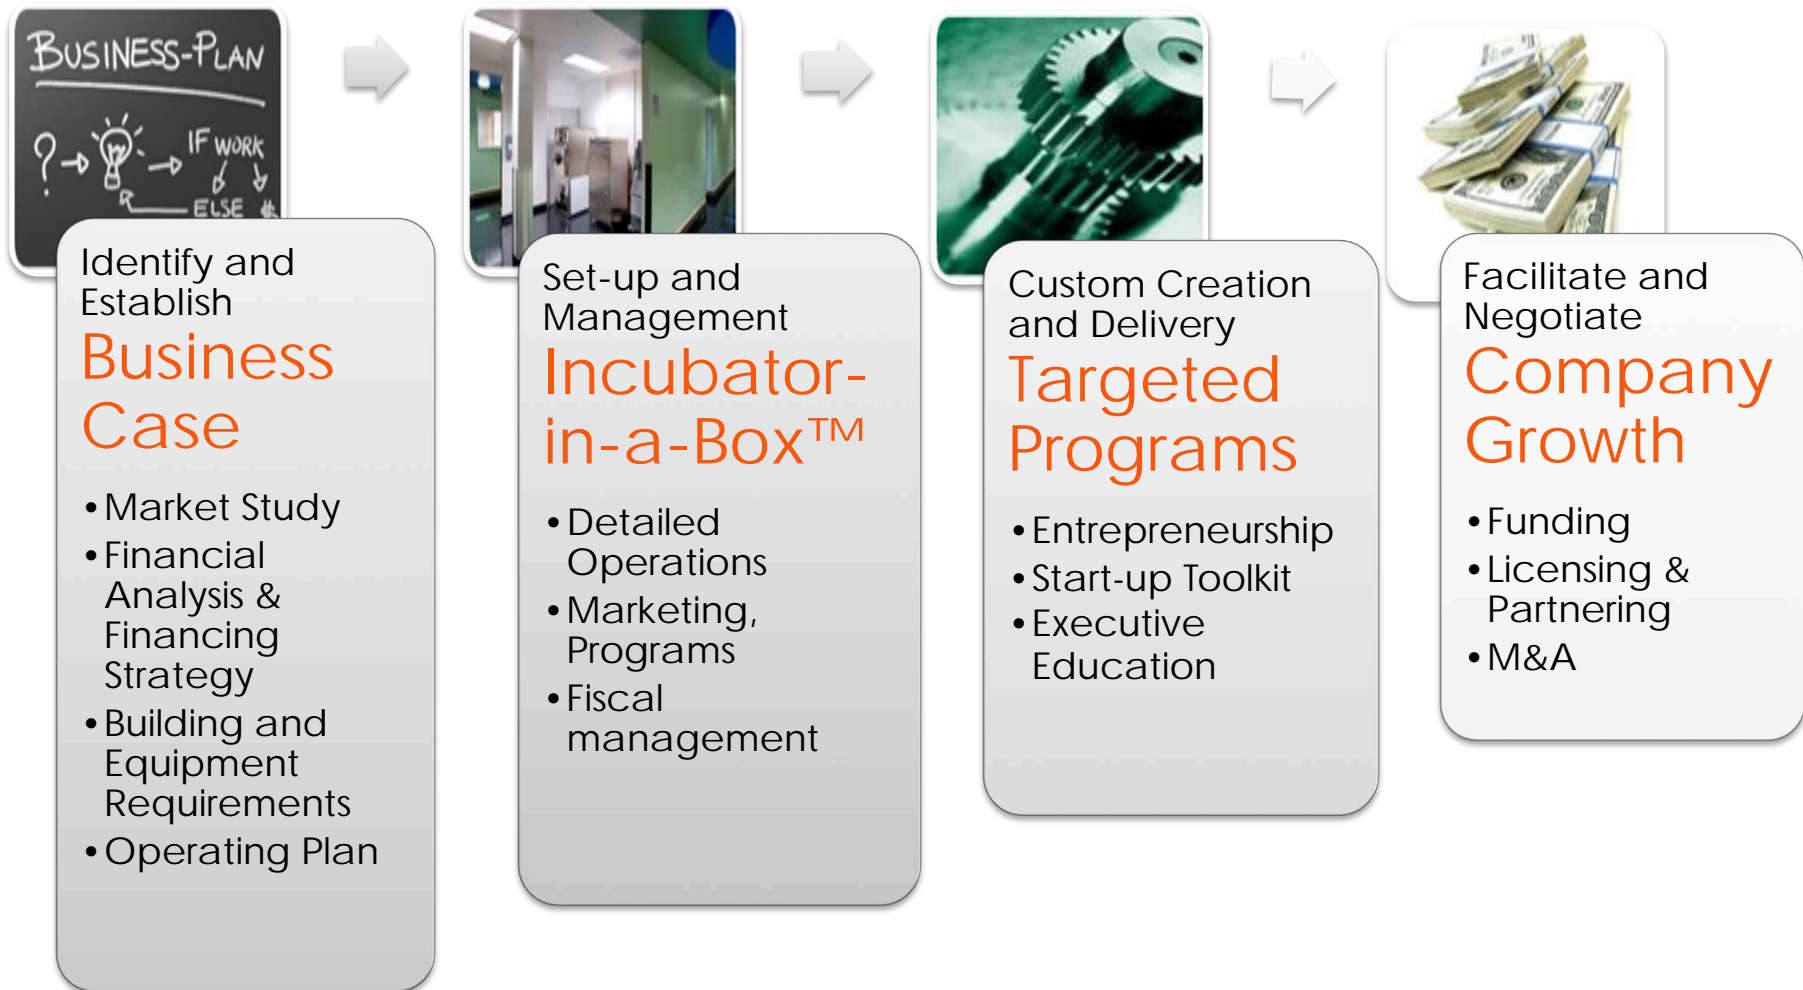 BUSINESS-PLAN
? IF WORK
ELSE $
Identify and
Establish
Business
Case
• Market Study
• Financial
Analysis &
Financing
Strategy
• Building and
Equipment
Requirements
• Operating Plan
Set-up and
Management
Incubator-
in-a-Box™
• Detailed
Operations
• Marketing,
Programs
• Fiscal
management
Custom Creation
and Delivery
Targeted
Programs
• Entrepreneurship
• Start-up Toolkit
• Executive
Education
Facilitate and
Negotiate
Company
Growth
• Funding
• Licensing &
Partnering
• M&A